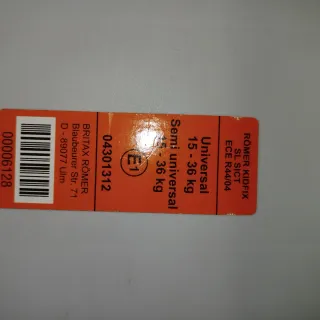 RÖMER KIDFIX
SL SICT
ECE R44/04
Universal
15 - 36 kg
Semi universal
15 - 36 kg
E1
04301312
BRITAX RÖMER
Blaubeurer Str. 71
D - 89077 Ulm
00006128